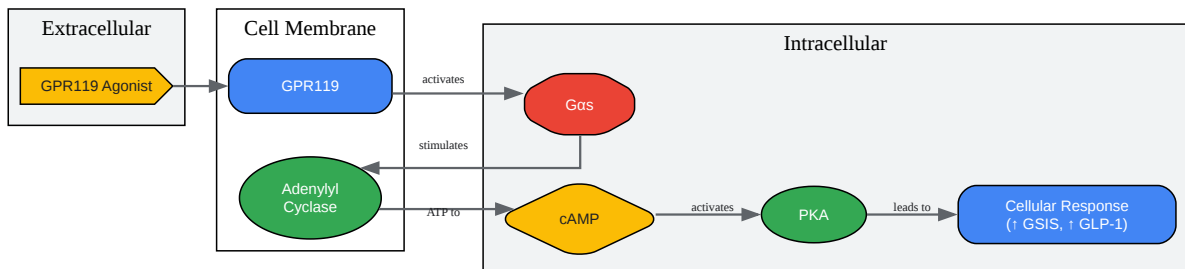 Extracellular
Cell Membrane
Intracellular
GPR119 Agonist
GPR119
activates
Gαs
stimulates
Adenylyl
Cyclase
ATP to
cAMP
activates
PKA
leads to
Cellular Response
(↑ GSIS, ↑ GLP-1)